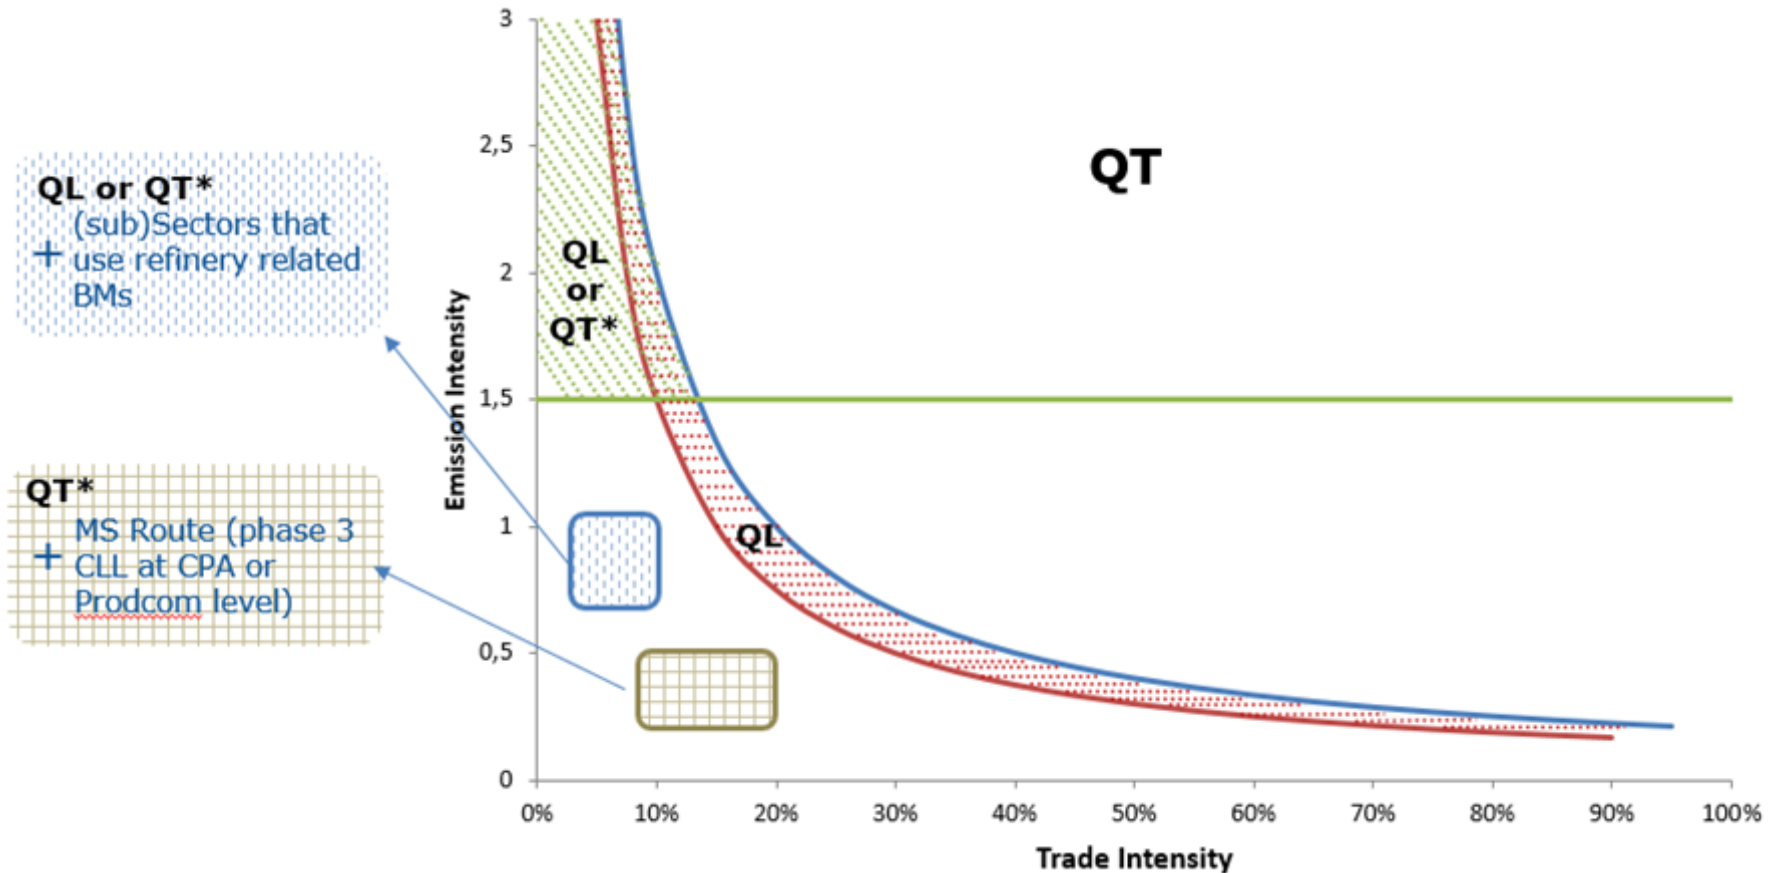 QL or QT*
+ (sub)Sectors that
use refinery related
BMs
QT*
+ MS Route (phase 3
CLL at CPA or
Prodcom level)
Emission Intensity
3
2,5
2
1,5
1
0,5
0
QT
QL
or
QT*
QL
0%
10%
20%
30%
40%
50%
60%
70%
80%
90%
100%
Trade Intensity